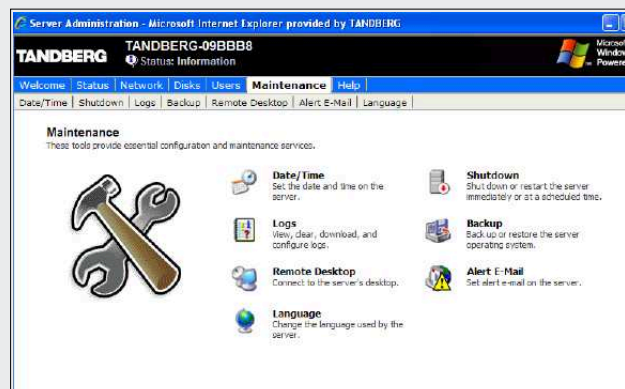 Server Administration - Microsoft Internet Explorer provided by TANDBERG
TANDBERG
TANDBERG-09BBB8
Status: Information
Microsoft
Windows
Powered
Welcome | Status | Network | Disks | Users | Maintenance | Help
Date/Time | Shutdown | Logs | Backup | Remote Desktop | Alert E-Mail | Language
Maintenance
These tools provide essential configuration and maintenance services.
Date/Time
Set the date and time on the
server.
Shutdown
Shut down or restart the server
immediately or at a scheduled time.
Logs
View, clear, download, and
configure logs.
Backup
Back up or restore the server
operating system.
Remote Desktop
Connect to the server's desktop.
Alert E-Mail
Set alert e-mail on the server.
Language
Change the language used by the
server.